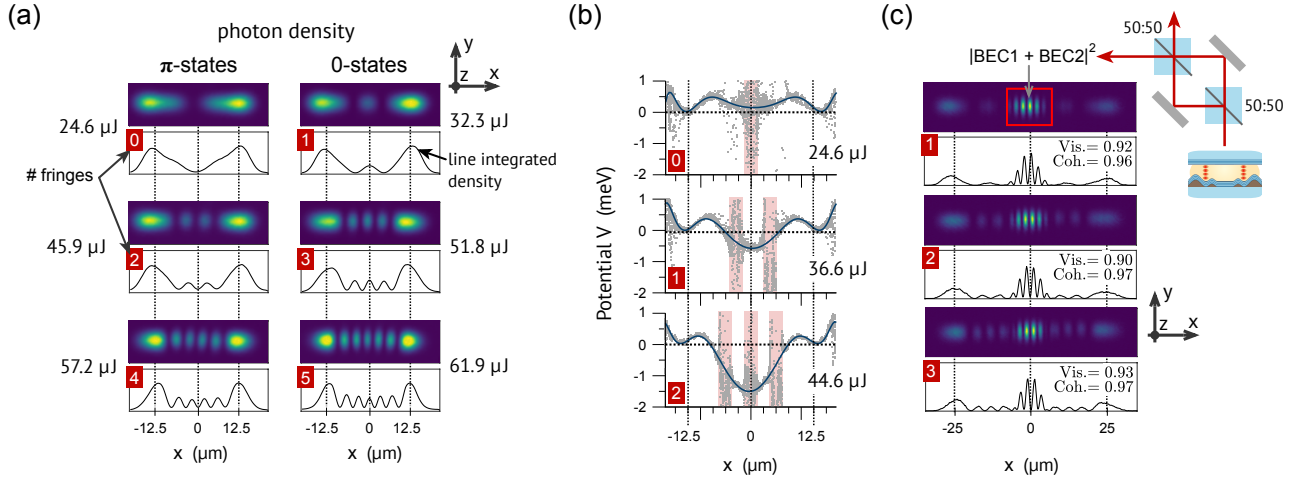 (a)
photon density
π-states
0-states
y
z
x
24.6 µJ
32.3 µJ
0
1
# fringes
line integrated
density
45.9 µJ
51.8 µJ
2
3
57.2 µJ
61.9 µJ
4
5
-12.5
0
12.5
-12.5
0
12.5
x (µm)
x (µm)
(b)
Potential V (meV)
1
0
-1
-2
0
24.6 µJ
1
0
-1
-2
1
36.6 µJ
1
0
-1
-2
2
44.6 µJ
-12.5
0
12.5
x (µm)
(c)
50:50
|BEC1 + BEC2|²
50:50
1
Vis.= 0.92
Coh.= 0.96
2
Vis.= 0.90
Coh.= 0.97
y
z
x
3
Vis.= 0.93
Coh.= 0.97
-25
0
25
x (µm)